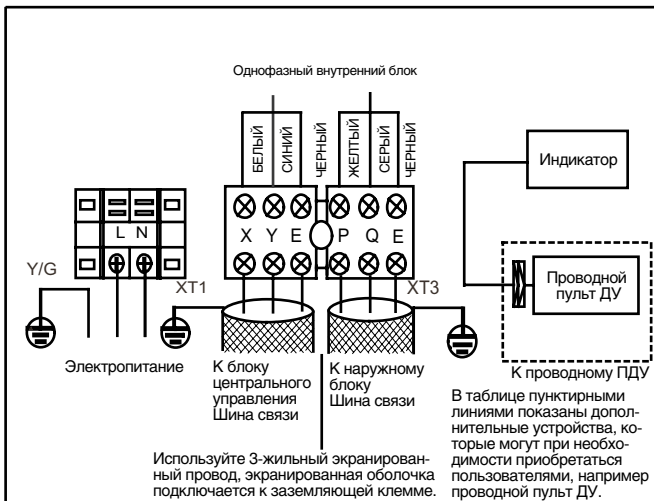 Однофазный внутренний блок
БЕЛЫЙ
СИНИЙ
ЧЕРНЫЙ
ЖЕЛТЫЙ
СЕРЫЙ
ЧЕРНЫЙ
Индикатор
L N
X Y E P Q E
Y/G
XT1
XT3
Проводной
пульт ДУ
Электропитание
К блоку
центрального
управления
Шина связи
К наружному
блоку
Шина связи
К проводному ПДУ
В таблице пунктирными
линиями показаны допол-
нительные устройства, ко-
торые могут при необхо-
димости приобретаться
пользователями, например
проводной пульт ДУ.
Используйте 3-жильный экранирован-
ный провод, экранированная оболочка
подключается к заземляющей клемме.